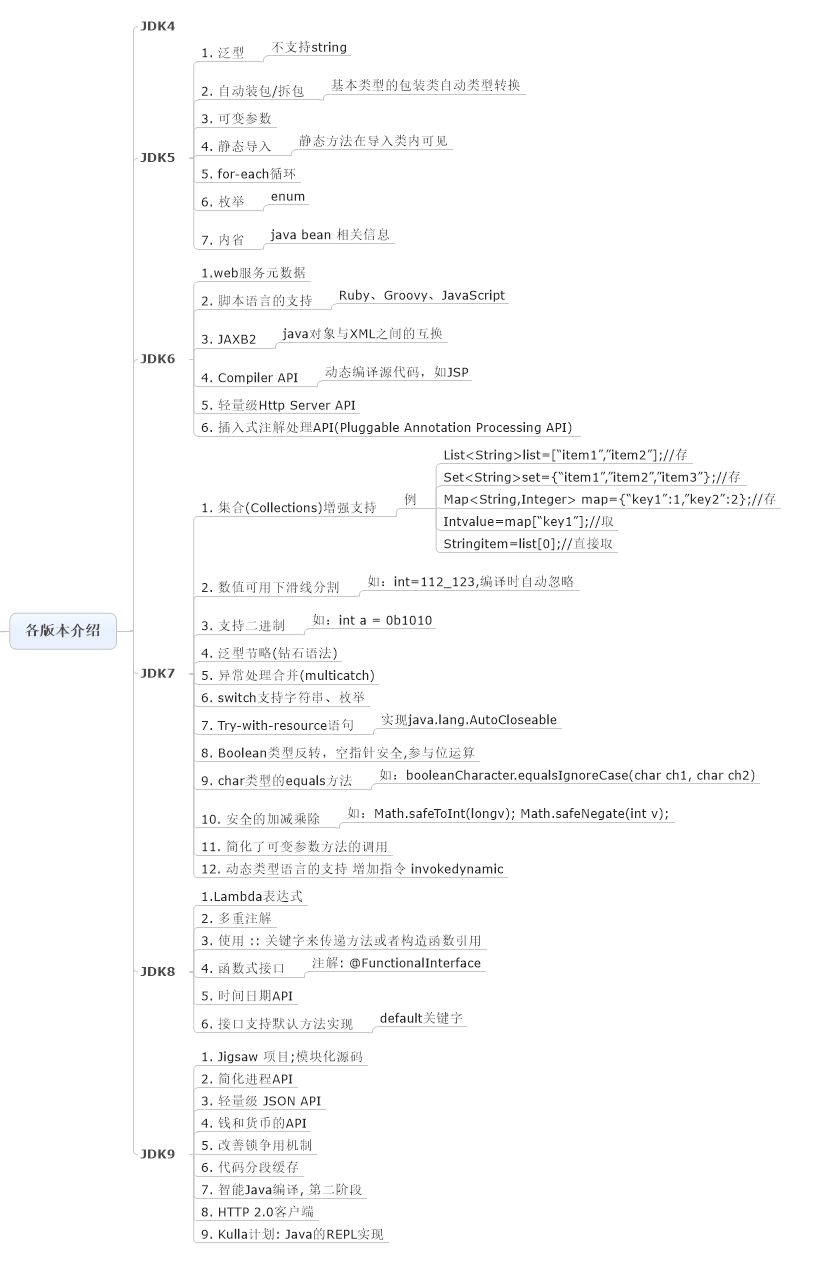 各版本介绍
JDK4
JDK5
1. 泛型
不支持string
2. 自动装包/拆包
基本类型的包装类自动类型转换
3. 可变参数
4. 静态导入
静态方法在导入类内可见
5. for-each循环
6. 枚举
enum
7. 内省
java bean 相关信息
JDK6
1.web服务元数据
2. 脚本语言的支持
Ruby、Groovy、JavaScript
3. JAXB2
java对象与XML之间的互换
4. Compiler API
动态编译源代码，如JSP
5. 轻量级Http Server API
6. 插入式注解处理API(Pluggable Annotation Processing API)
JDK7
1. 集合(Collections)增强支持
例
List<String>list=[“item1”,”item2”];//存
Set<String>set={“item1”,”item2”,”item3”};//存
Map<String,Integer> map={“key1”:1,”key2”:2};//存
Intvalue=map[“key1”];//取
Stringitem=list[0];//直接取
2. 数值可用下滑线分割
如：int=112_123,编译时自动忽略
3. 支持二进制
如：int a = 0b1010
4. 泛型节略(钻石语法)
5. 异常处理合并(multicatch)
6. switch支持字符串、枚举
7. Try-with-resource语句
实现java.lang.AutoCloseable
8. Boolean类型反转，空指针安全,参与位运算
9. char类型的equals方法
如：booleanCharacter.equalsIgnoreCase(char ch1, char ch2)
10. 安全的加减乘除
如：Math.safeToInt(longv); Math.safeNegate(int v);
11. 简化了可变参数方法的调用
12. 动态类型语言的支持 增加指令 invokedynamic
JDK8
1.Lambda表达式
2. 多重注解
3. 使用 :: 关键字来传递方法或者构造函数引用
4. 函数式接口
注解: @FunctionalInterface
5. 时间日期API
6. 接口支持默认方法实现
default关键字
JDK9
1. Jigsaw 项目;模块化源码
2. 简化进程API
3. 轻量级 JSON API
4. 钱和货币的API
5. 改善锁争用机制
6. 代码分段缓存
7. 智能Java编译, 第二阶段
8. HTTP 2.0客户端
9. Kulla计划: Java的REPL实现